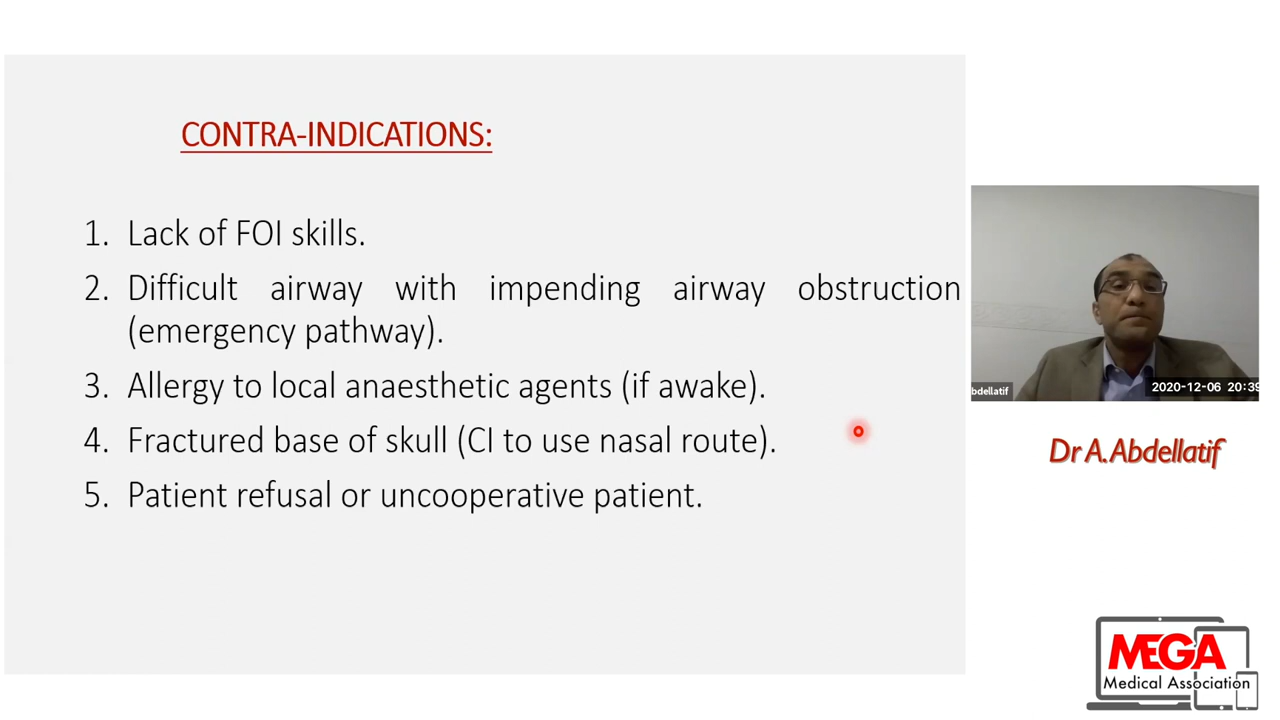 CONTRA-INDICATIONS:
1. Lack of FOI skills.
2. Difficult airway with impending airway obstruction
(emergency pathway).
3. Allergy to local anaesthetic agents (if awake).
4. Fractured base of skull (CI to use nasal route).
5. Patient refusal or uncooperative patient.
bdellatif
2020-12-06 20:39
Dr A.Abdellatif
MEGA
Medical Association